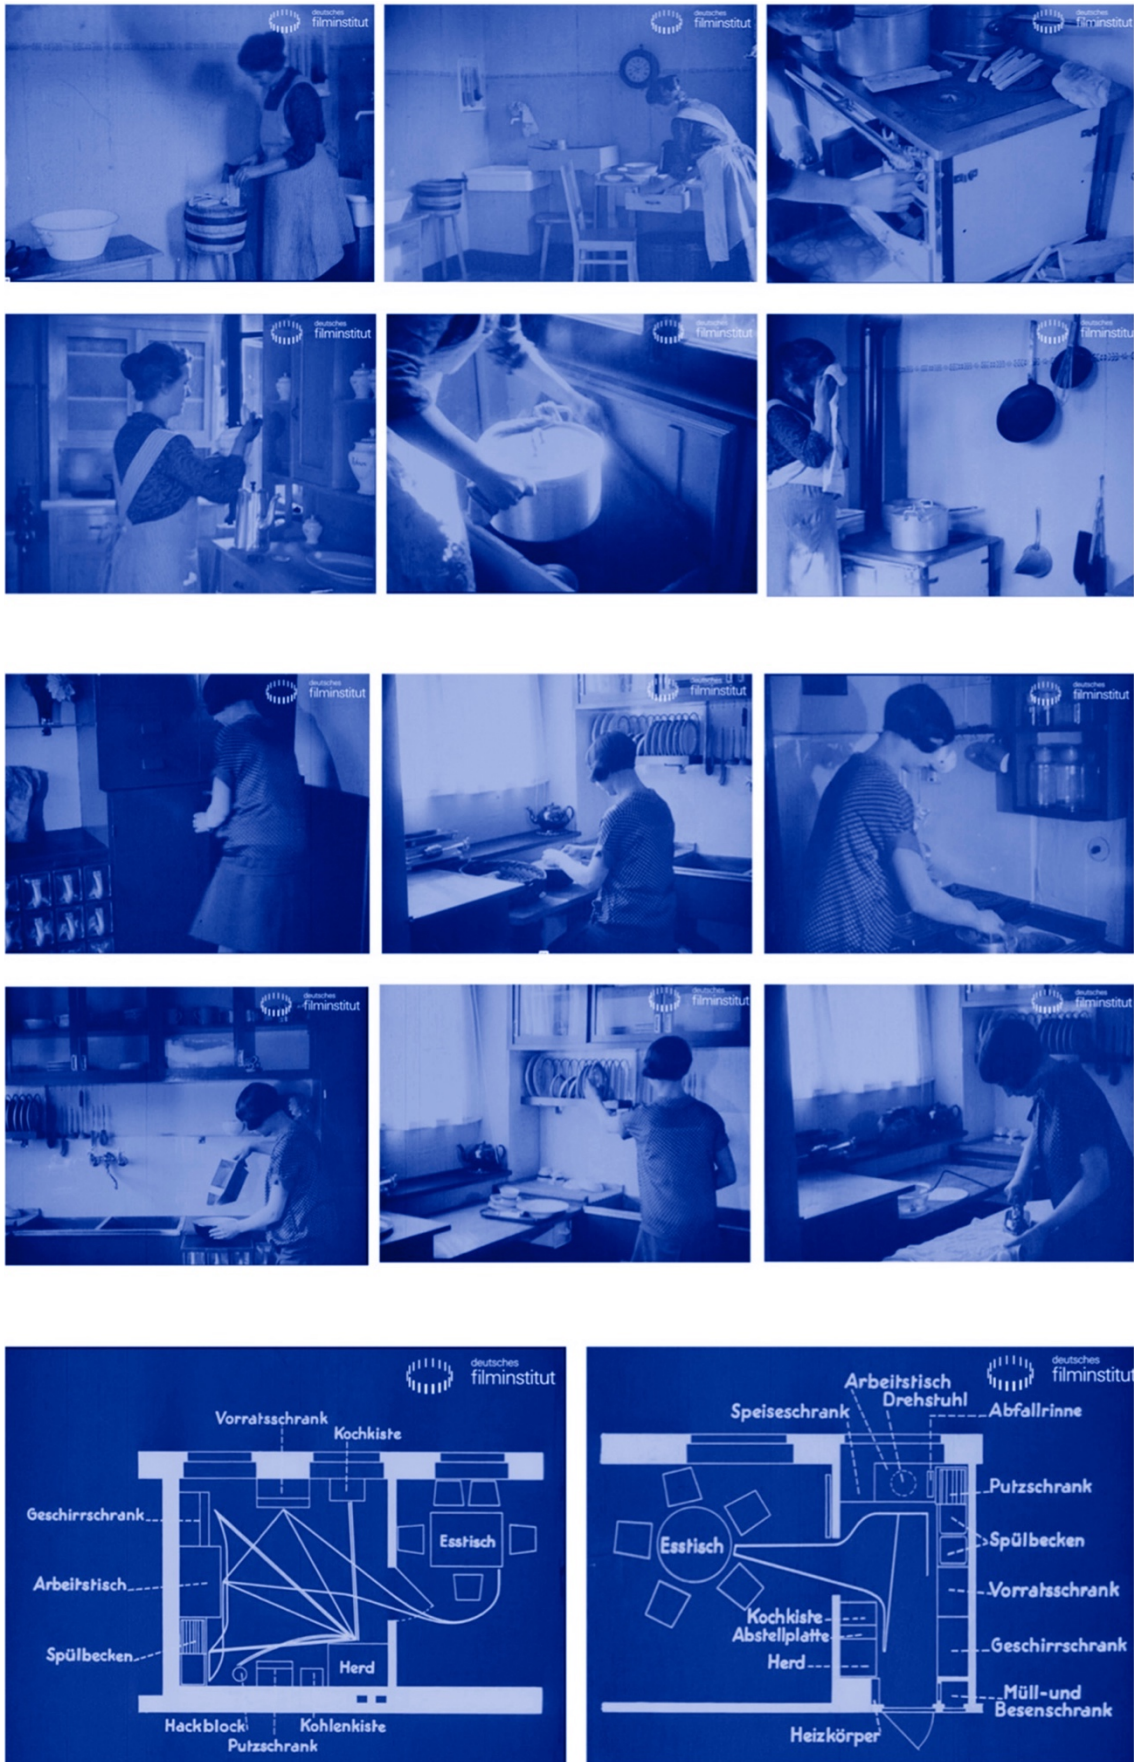 deutsches
filminstitut
deutsches
filminstitut
deutsches
filminstitut
deutsches
filminstitut
deutsches
filminstitut
deutsches
filminstitut
deutsches
filminstitut
deutsches
filminstitut
deutsches
filminstitut
deutsches
filminstitut
deutsches
filminstitut
deutsches
filminstitut
deutsches
filminstitut
Vorratsschrank
Kochkiste
Geschirrschrank
Esstisch
Arbeitstisch
Spülbecken
Herd
Hackblock
Kohlenkiste
Putzschrank
deutsches
filminstitut
Arbeitstisch
Drehstuhl
Speiseschrank
Abfallrinne
Putzschrank
Esstisch
Spülbecken
Vorratsschrank
Kochkiste
Abstellplatte
Geschirrschrank
Herd
Müll-und
Besenschrank
Heizkörper